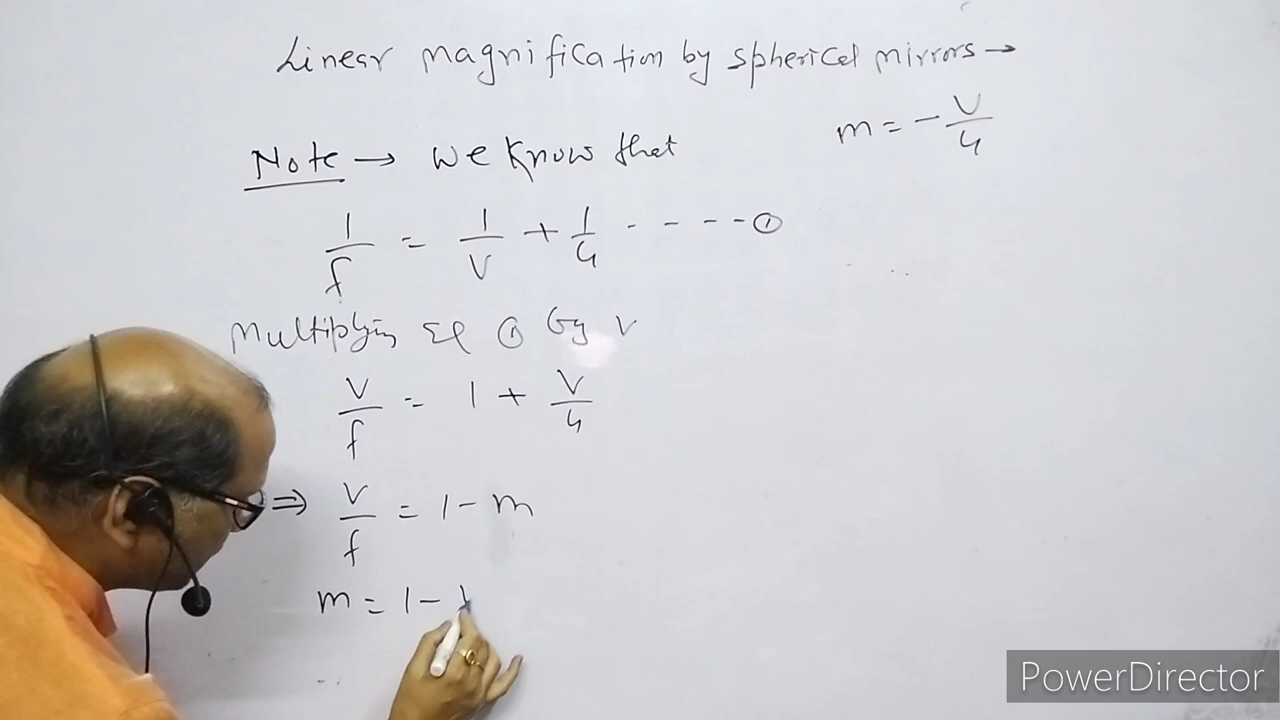 Linear magnification by spherical mirrors →
m = - v/u
Note → We know that
1/f = 1/v + 1/u - - - - ①
Multiplying Eq ① by v
v/f = 1 + v/u
⇒ v/f = 1 - m
m = 1 -
PowerDirector